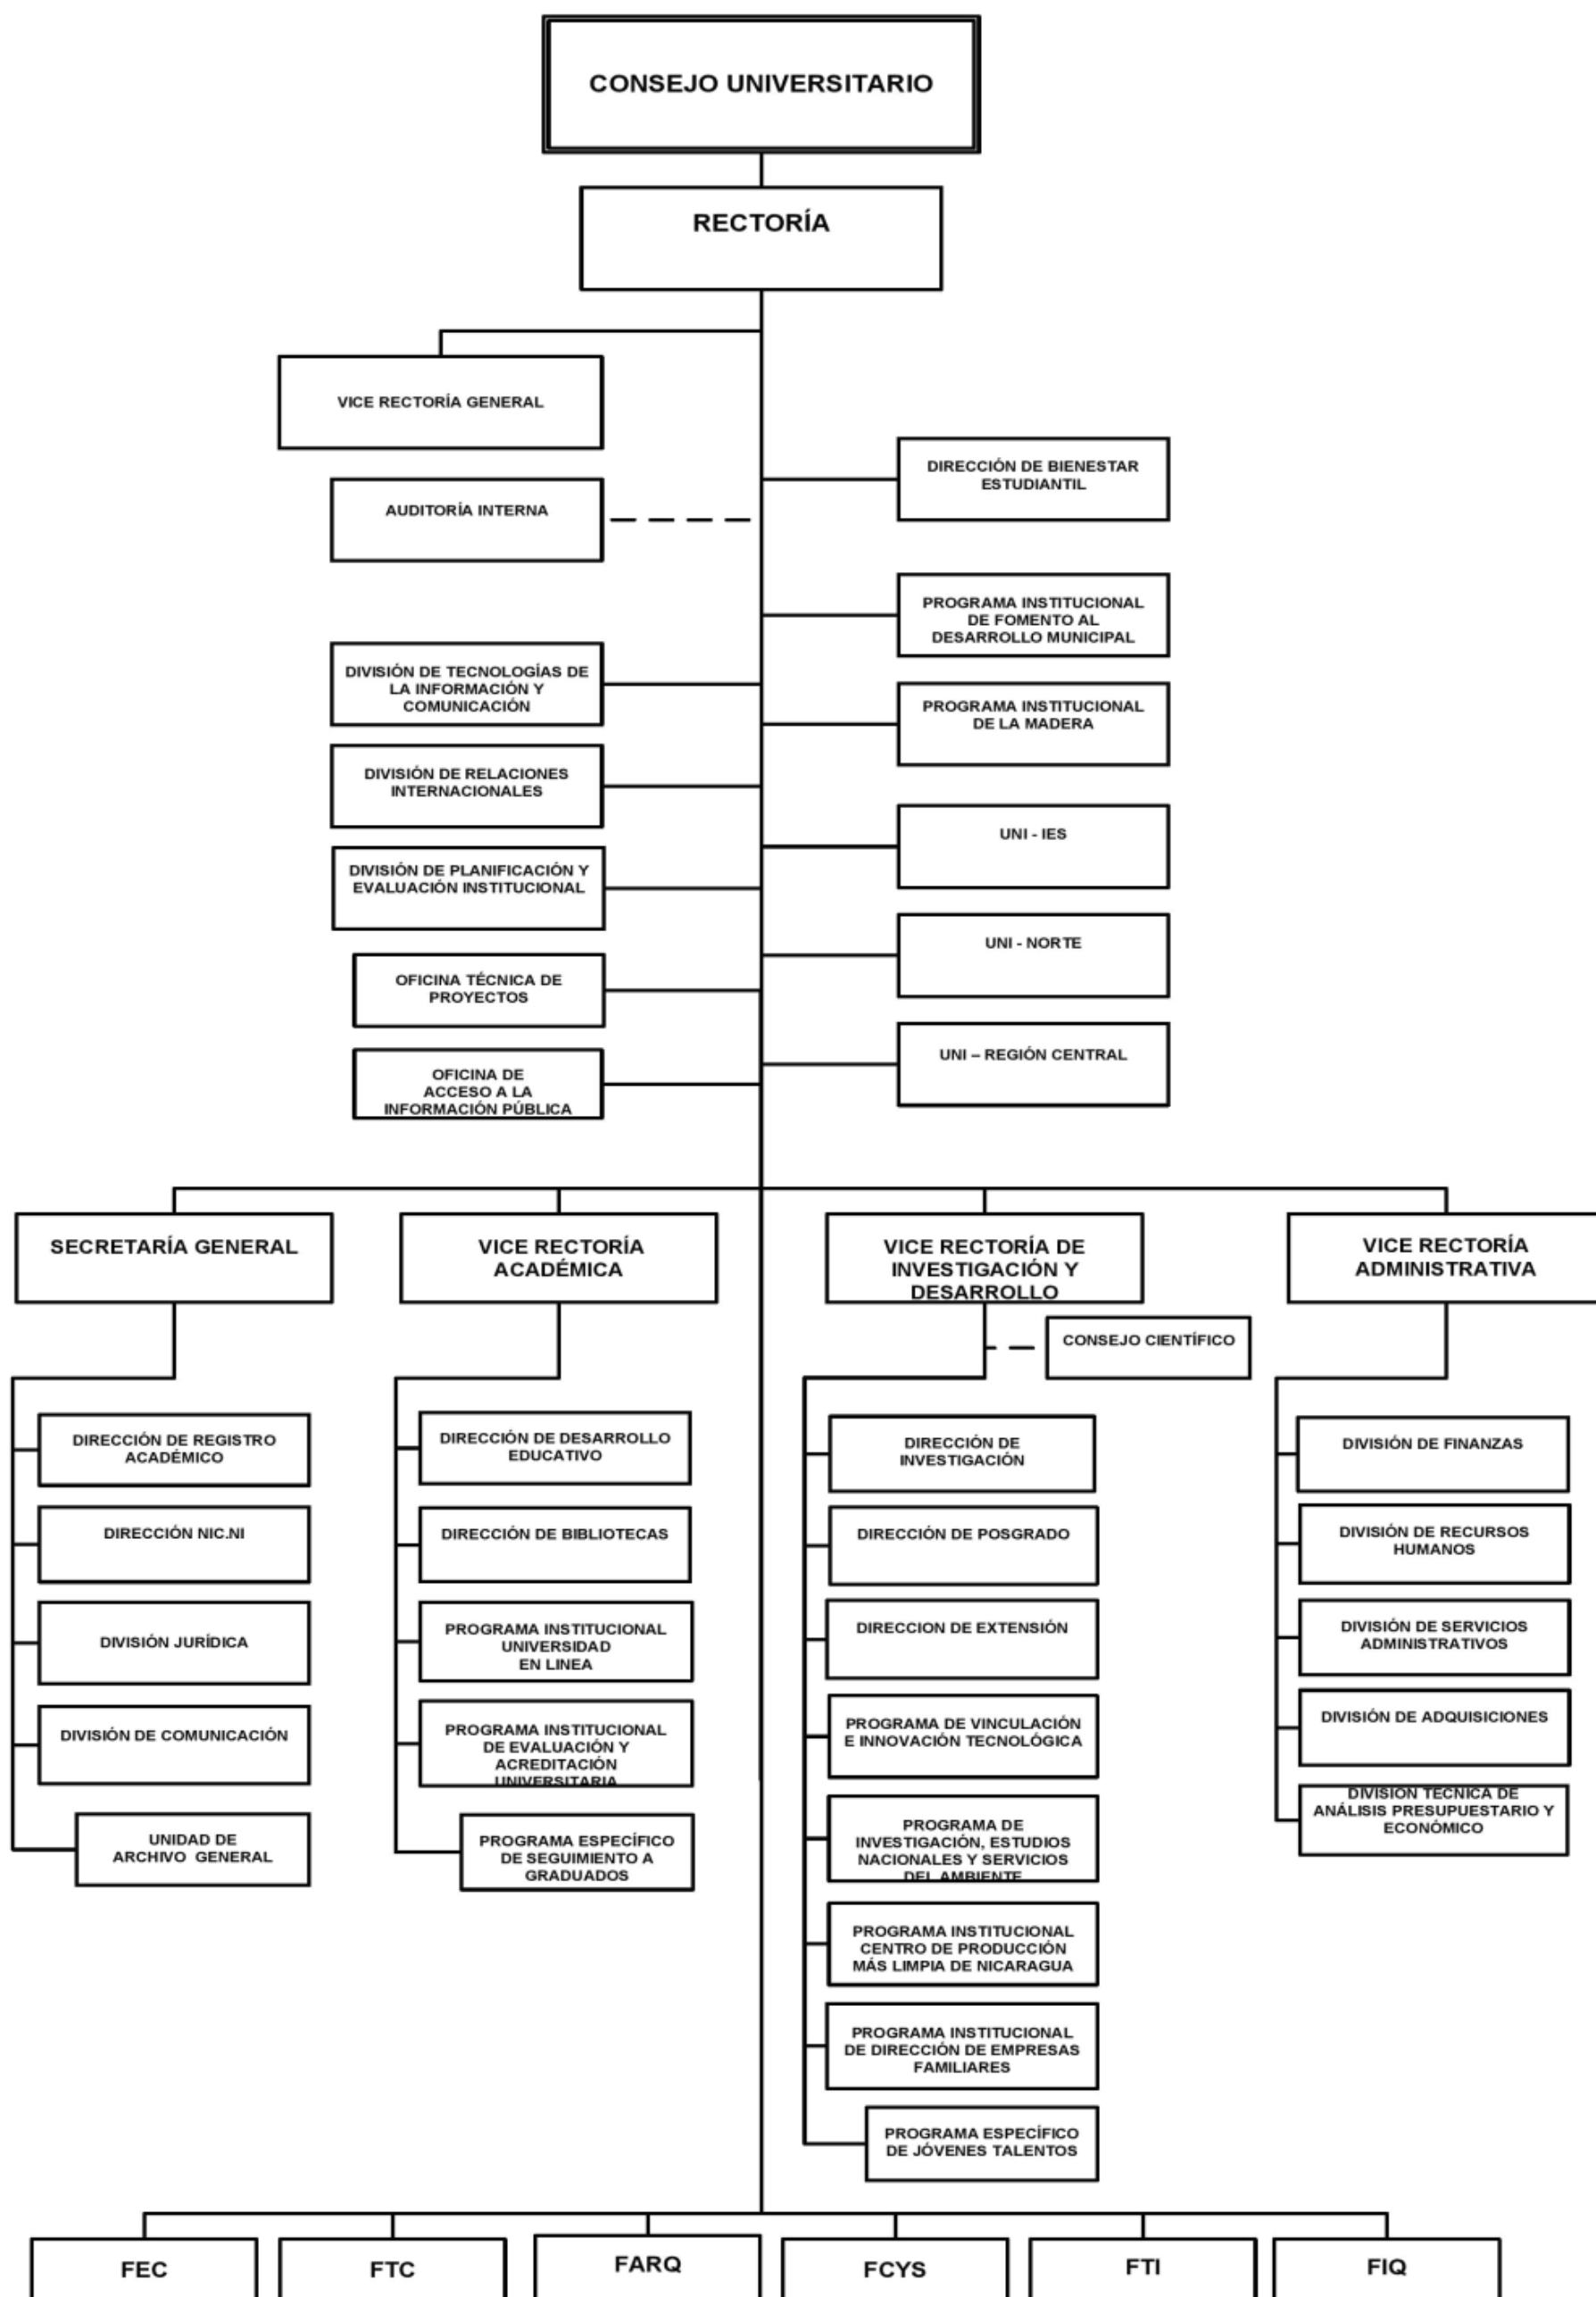 CONSEJO UNIVERSITARIO
RECTORÍA
VICE RECTORÍA GENERAL
AUDITORÍA INTERNA
DIVISIÓN DE TECNOLOGÍAS DE
LA INFORMACIÓN Y
COMUNICACIÓN
DIVISIÓN DE RELACIONES
INTERNACIONALES
DIVISIÓN DE PLANIFICACIÓN Y
EVALUACIÓN INSTITUCIONAL
OFICINA TÉCNICA DE
PROYECTOS
OFICINA DE
ACCESO A LA
INFORMACIÓN PÚBLICA
DIRECCIÓN DE BIENESTAR
ESTUDIANTIL
PROGRAMA INSTITUCIONAL
DE FOMENTO AL
DESARROLLO MUNICIPAL
PROGRAMA INSTITUCIONAL
DE LA MADERA
UNI - IES
UNI - NORTE
UNI – REGIÓN CENTRAL
SECRETARÍA GENERAL
DIRECCIÓN DE REGISTRO
ACADÉMICO
DIRECCIÓN NIC.NI
DIVISIÓN JURÍDICA
DIVISIÓN DE COMUNICACIÓN
UNIDAD DE
ARCHIVO GENERAL
VICE RECTORÍA
ACADÉMICA
DIRECCIÓN DE DESARROLLO
EDUCATIVO
DIRECCIÓN DE BIBLIOTECAS
PROGRAMA INSTITUCIONAL
UNIVERSIDAD
EN LINEA
PROGRAMA INSTITUCIONAL
DE EVALUACIÓN Y
ACREDITACIÓN
UNIVERSITARIA
PROGRAMA ESPECÍFICO
DE SEGUIMIENTO A
GRADUADOS
VICE RECTORÍA DE
INVESTIGACIÓN Y
DESARROLLO
CONSEJO CIENTÍFICO
DIRECCIÓN DE
INVESTIGACIÓN
DIRECCIÓN DE POSGRADO
DIRECCION DE EXTENSIÓN
PROGRAMA DE VINCULACIÓN
E INNOVACIÓN TECNOLÓGICA
PROGRAMA DE
INVESTIGACIÓN, ESTUDIOS
NACIONALES Y SERVICIOS
DEL AMBIENTE
PROGRAMA INSTITUCIONAL
CENTRO DE PRODUCCIÓN
MÁS LIMPIA DE NICARAGUA
PROGRAMA INSTITUCIONAL
DE DIRECCIÓN DE EMPRESAS
FAMILIARES
PROGRAMA ESPECÍFICO
DE JÓVENES TALENTOS
VICE RECTORÍA
ADMINISTRATIVA
DIVISIÓN DE FINANZAS
DIVISIÓN DE RECURSOS
HUMANOS
DIVISIÓN DE SERVICIOS
ADMINISTRATIVOS
DIVISIÓN DE ADQUISICIONES
DIVISIÓN TÉCNICA DE
ANÁLISIS PRESUPUESTARIO Y
ECONÓMICO
FEC
FTC
FARQ
FCYS
FTI
FIQ